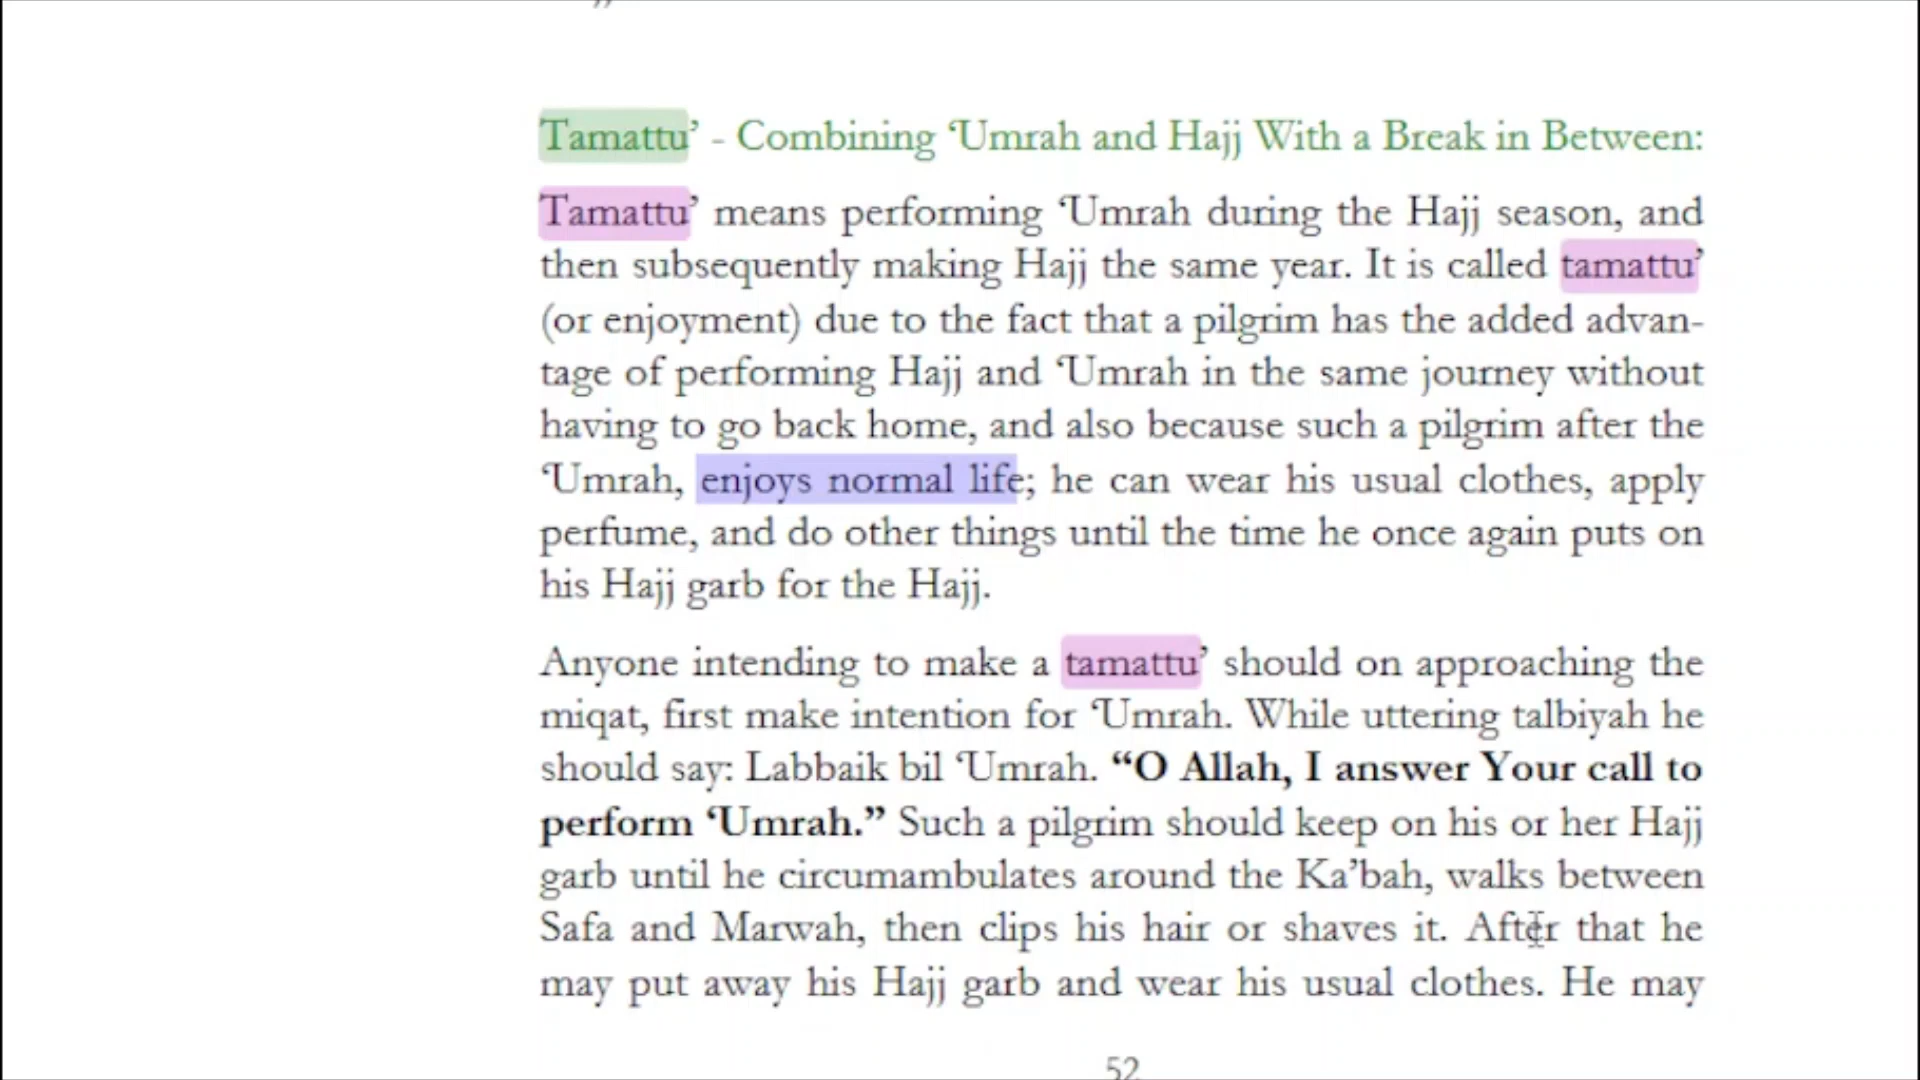 Tamattu’ - Combining ‘Umrah and Hajj With a Break in Between:
Tamattu’ means performing ‘Umrah during the Hajj season, and
then subsequently making Hajj the same year. It is called tamattu’
(or enjoyment) due to the fact that a pilgrim has the added advan-
tage of performing Hajj and ‘Umrah in the same journey without
having to go back home, and also because such a pilgrim after the
‘Umrah, enjoys normal life; he can wear his usual clothes, apply
perfume, and do other things until the time he once again puts on
his Hajj garb for the Hajj.
Anyone intending to make a tamattu’ should on approaching the
miqat, first make intention for ‘Umrah. While uttering talbiyah he
should say: Labbaik bil ‘Umrah. “O Allah, I answer Your call to
perform ‘Umrah.” Such a pilgrim should keep on his or her Hajj
garb until he circumambulates around the Ka’bah, walks between
Safa and Marwah, then clips his hair or shaves it. After that he
may put away his Hajj garb and wear his usual clothes. He may
52